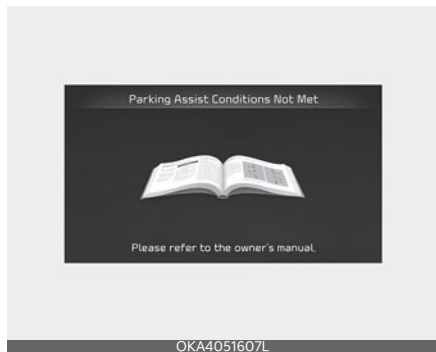 Parking Assist Conditions Not Met
Please refer to the owner's manual.
OKA4051607L